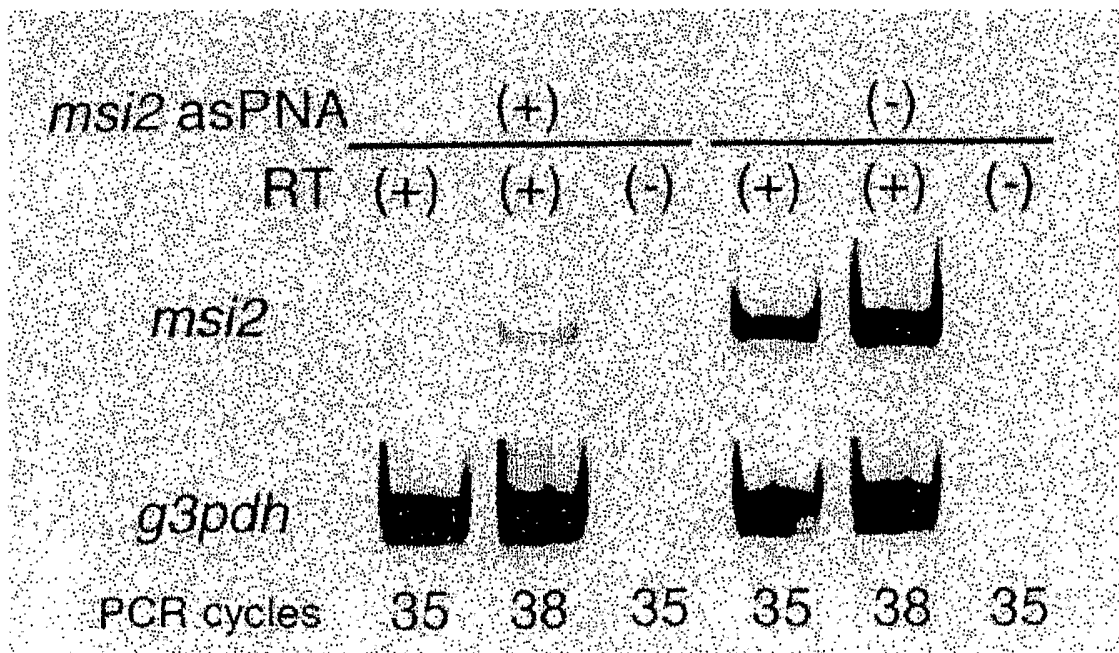 msi2 asPNA (+) (-)
RT (+) (+) (-) (+) (+) (-)
msi2
g3pdh
PCR cycles 35 38 35 35 38 35